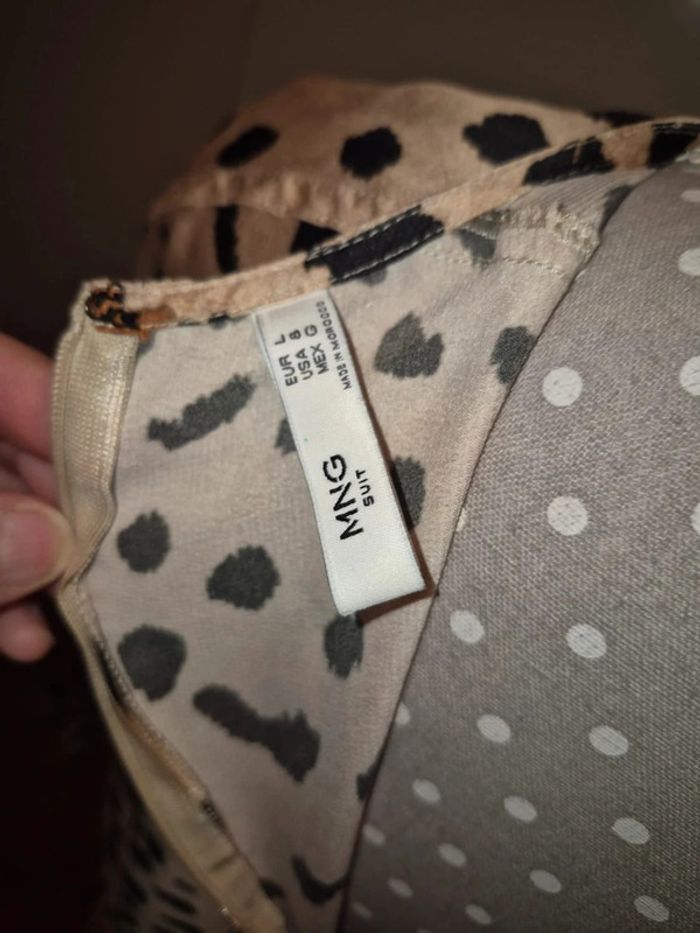 EUR L
USA 8
MEX G
MADE IN MOROCCO
MNG
SUIT